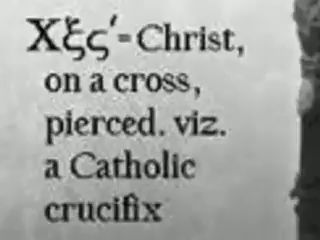 Χξς′=Christ,
on a cross,
pierced. viz.
a Catholic
crucifix